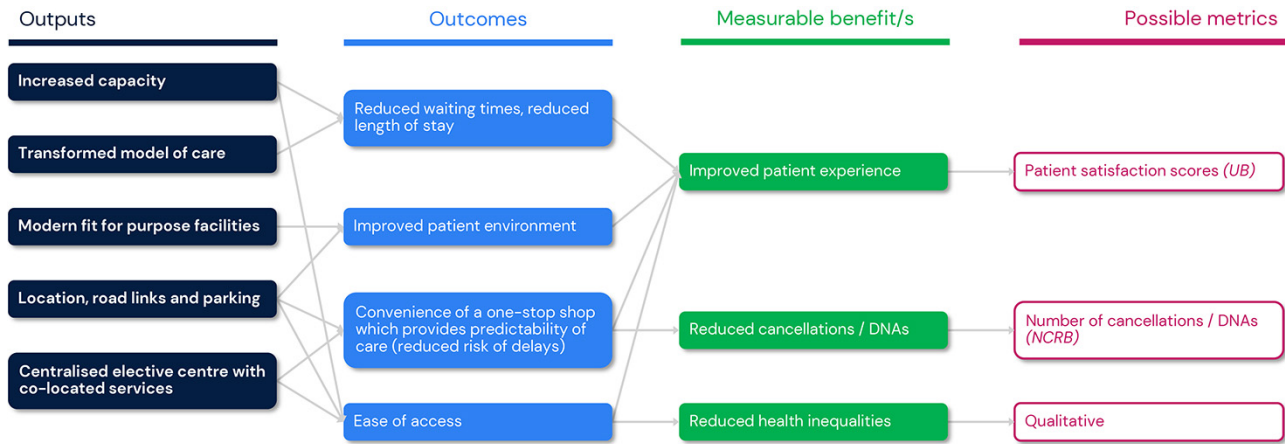 Outputs
Outcomes
Measurable benefit/s
Possible metrics
Increased capacity
Transformed model of care
Modern fit for purpose facilities
Location, road links and parking
Centralised elective centre with
co-located services
Reduced waiting times, reduced
length of stay
Improved patient environment
Convenience of a one-stop shop
which provides predictability of
care (reduced risk of delays)
Ease of access
Improved patient experience
Reduced cancellations / DNAs
Reduced health inequalities
Patient satisfaction scores (UB)
Number of cancellations / DNAs
(NCRB)
Qualitative